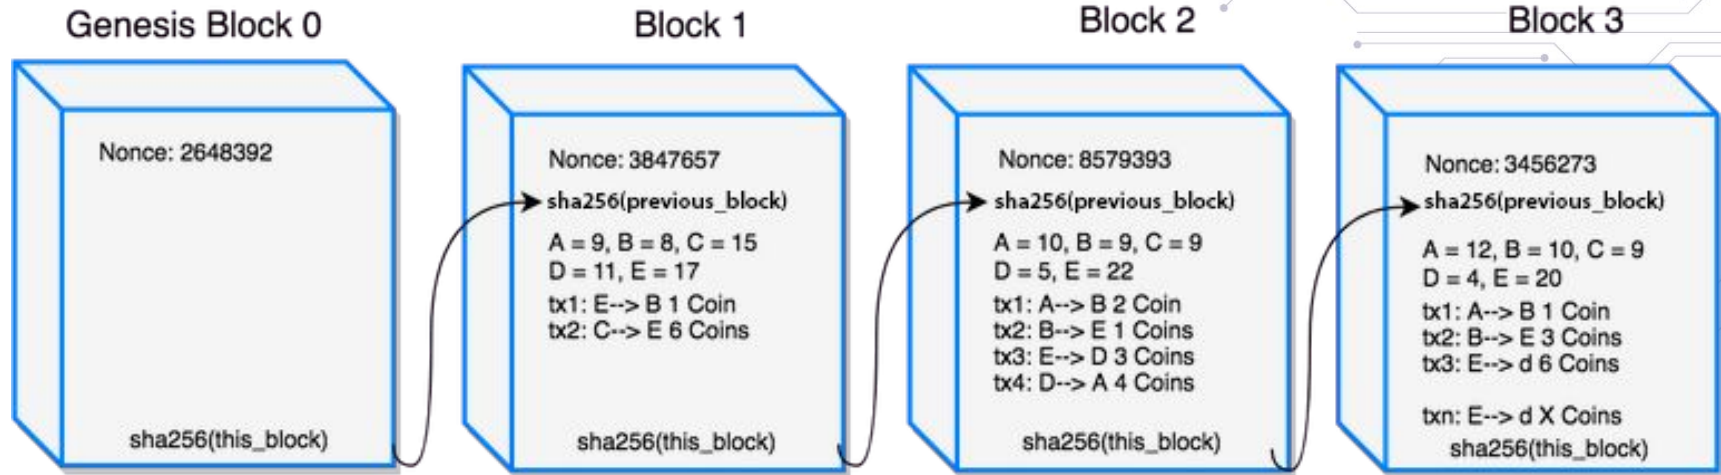 Genesis Block 0
Nonce: 2648392
sha256(this_block)
Block 1
Nonce: 3847657
sha256(previous_block)
A = 9, B = 8, C = 15
D = 11, E = 17
tx1: E--> B 1 Coin
tx2: C--> E 6 Coins
sha256(this_block)
Block 2
Nonce: 8579393
sha256(previous_block)
A = 10, B = 9, C = 9
D = 5, E = 22
tx1: A--> B 2 Coin
tx2: B--> E 1 Coins
tx3: E--> D 3 Coins
tx4: D--> A 4 Coins
sha256(this_block)
Block 3
Nonce: 3456273
sha256(previous_block)
A = 12, B = 10, C = 9
D = 4, E = 20
tx1: A--> B 1 Coin
tx2: B--> E 3 Coins
tx3: E--> d 6 Coins
txn: E--> d X Coins
sha256(this_block)